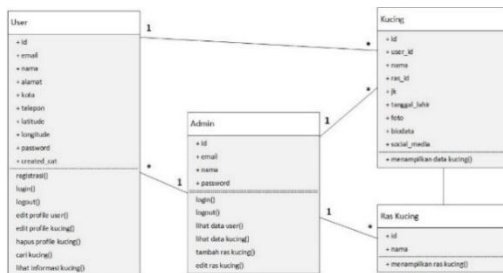 User
+ id
+ email
+ nama
+ alamat
+ kota
+ telepon
+ latitude
+ longitude
+ password
+ created_sat
registrasi()
login()
logout()
edit profile user()
edit profile kucing()
hapus profile kucing()
cari kucing()
lihat informasi kucing()
1
*
*
1
Admin
+ id
+ email
+ nama
+ password
login()
logout()
lihat data user()
lihat data kucing()
tambah ras kucing()
edit ras kucing()
1
*
1
*
Kucing
+ id
+ user_id
+ nama
+ ras_id
+ jk
+ tanggal_lahir
+ foto
+ biodata
+ social_media
+ menampilkan data kucing()
Ras Kucing
+ id
+ nama
+ menampilkan ras kucing()